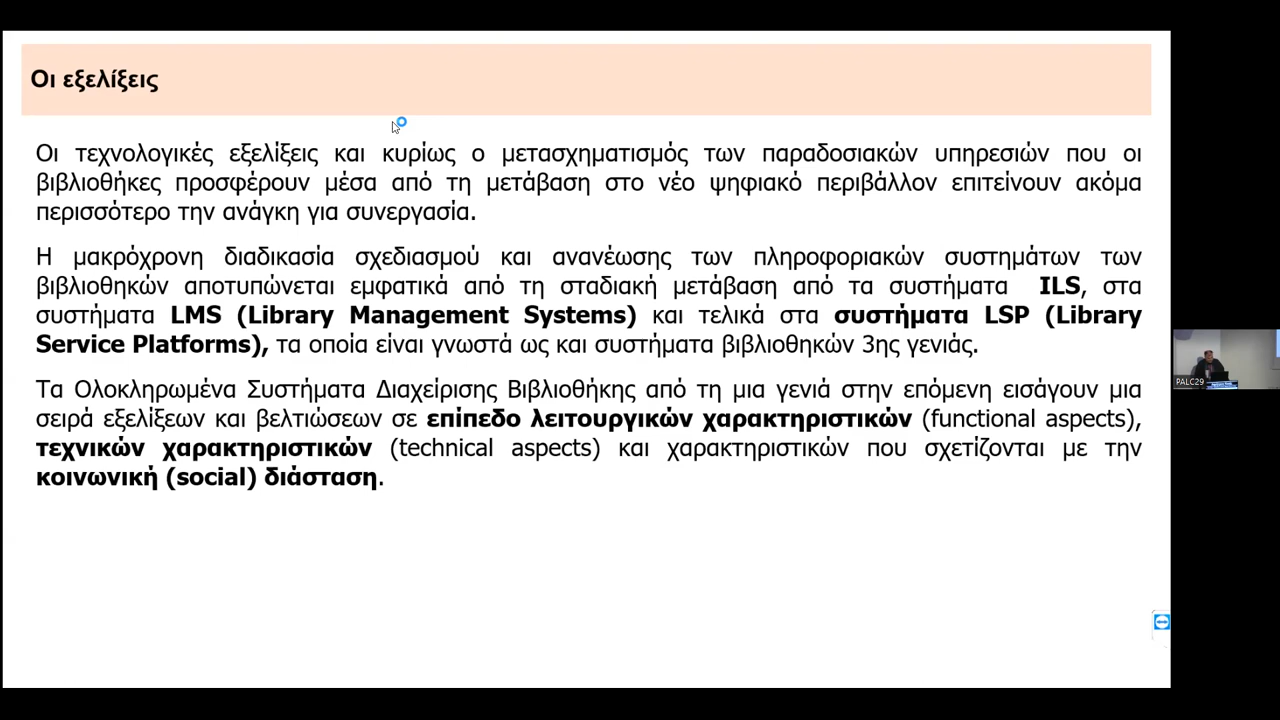 Οι εξελίξεις
Οι τεχνολογικές εξελίξεις και κυρίως ο μετασχηματισμός των παραδοσιακών υπηρεσιών που οι
βιβλιοθήκες προσφέρουν μέσα από τη μετάβαση στο νέο ψηφιακό περιβάλλον επιτείνουν ακόμα
περισσότερο την ανάγκη για συνεργασία.
Η μακρόχρονη διαδικασία σχεδιασμού και ανανέωσης των πληροφοριακών συστημάτων των
βιβλιοθηκών αποτυπώνεται εμφατικά από τη σταδιακή μετάβαση από τα συστήματα ILS, στα
συστήματα LMS (Library Management Systems) και τελικά στα συστήματα LSP (Library
Service Platforms), τα οποία είναι γνωστά ως και συστήματα βιβλιοθηκών 3ης γενιάς.
Τα Ολοκληρωμένα Συστήματα Διαχείρισης Βιβλιοθήκης από τη μια γενιά στην επόμενη εισάγουν μια
σειρά εξελίξεων και βελτιώσεων σε επίπεδο λειτουργικών χαρακτηριστικών (functional aspects),
τεχνικών χαρακτηριστικών (technical aspects) και χαρακτηριστικών που σχετίζονται με την
κοινωνική (social) διάσταση.
PALC29